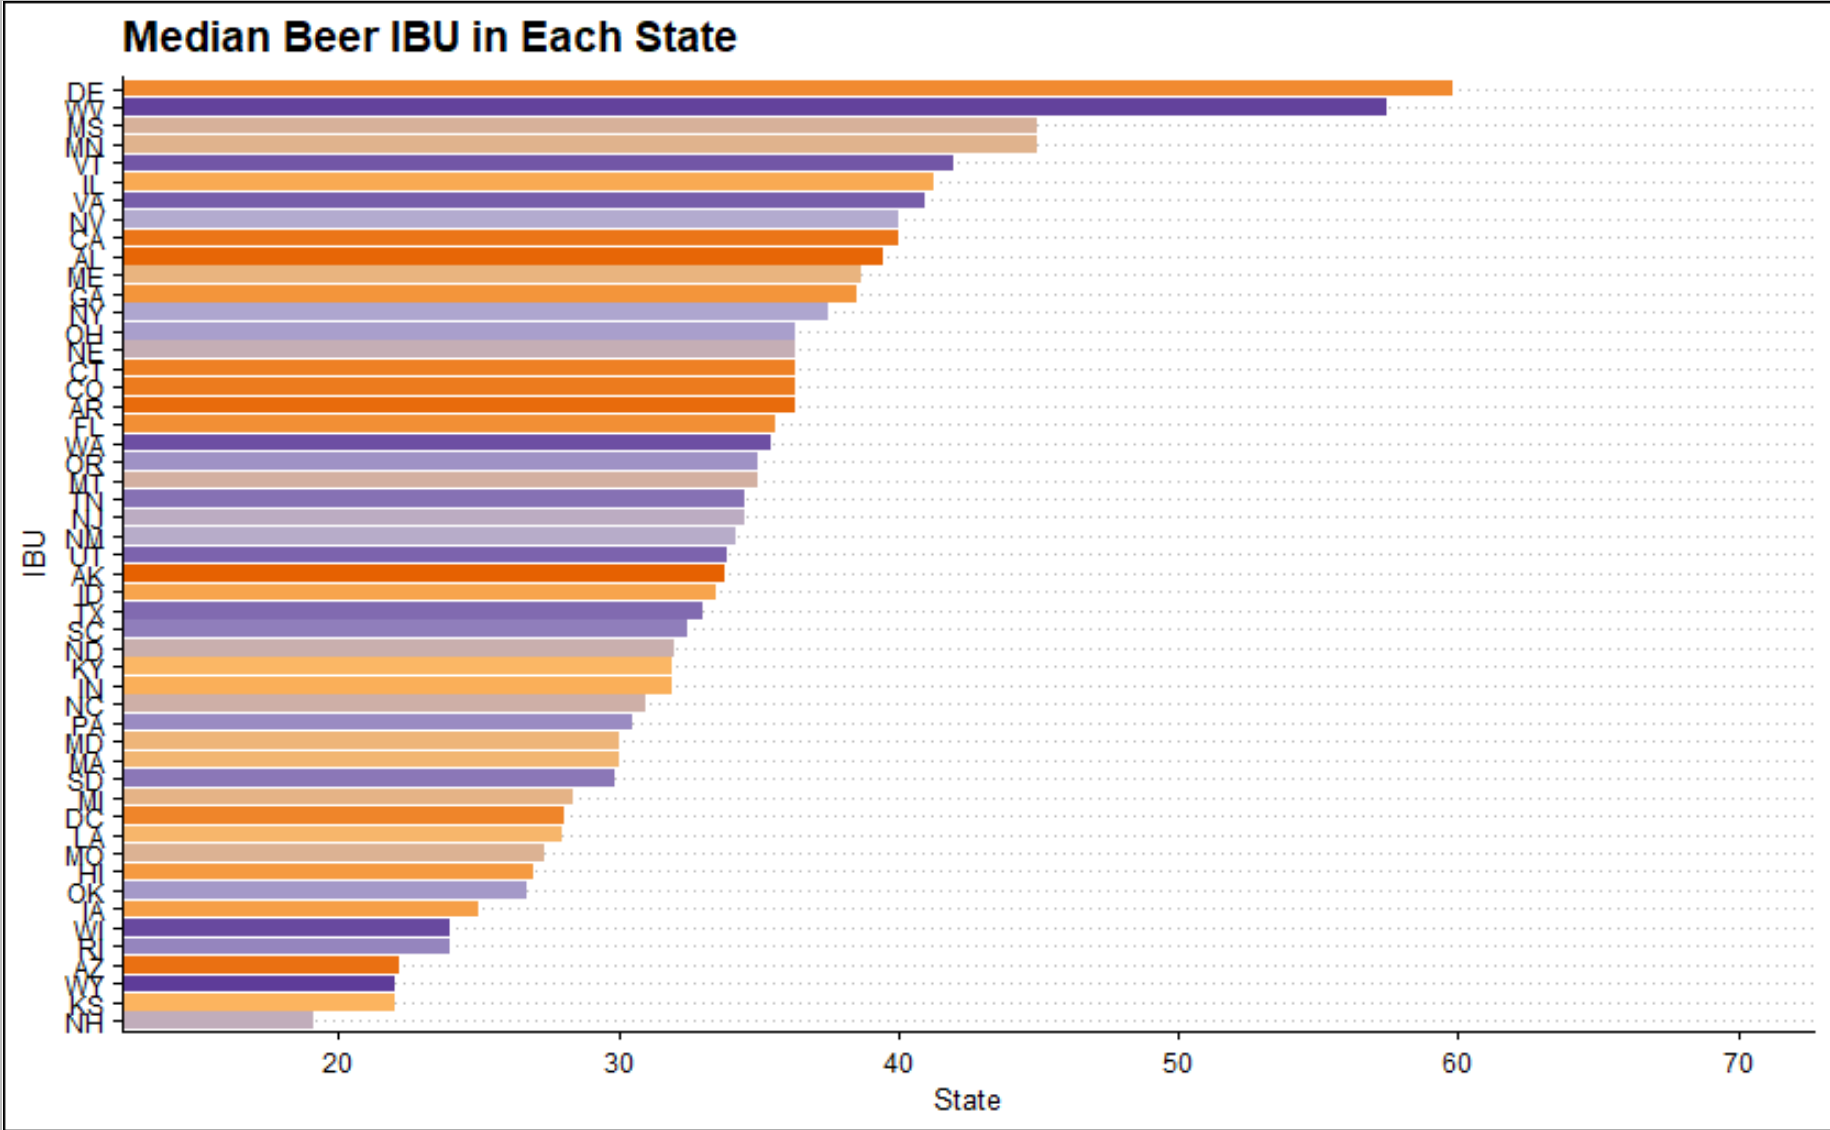 Median Beer IBU in Each State
DE
WV
MS
MN
VT
IL
VA
NV
CA
AL
ME
GA
NY
OH
NE
CT
CO
AR
FL
WA
OR
MT
TN
NJ
NM
UT
AK
ID
TX
SC
ND
KY
IN
NC
PA
MD
MA
SD
MI
DC
LA
MO
HI
OK
IA
WI
RI
AZ
WY
KS
NH
IBU
20 30 40 50 60 70
State